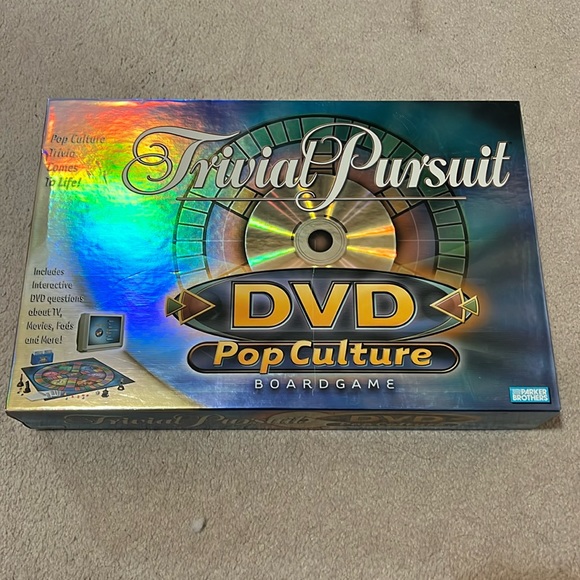 Pop Culture
Trivia
Comes
To Life!
Trivial Pursuit
DVD
Pop Culture
BOARDGAME
Includes
Interactive
DVD questions
about TV,
Movies, Fads
and More!
PARKER
BROTHERS
Trivial Pursuit
DVD